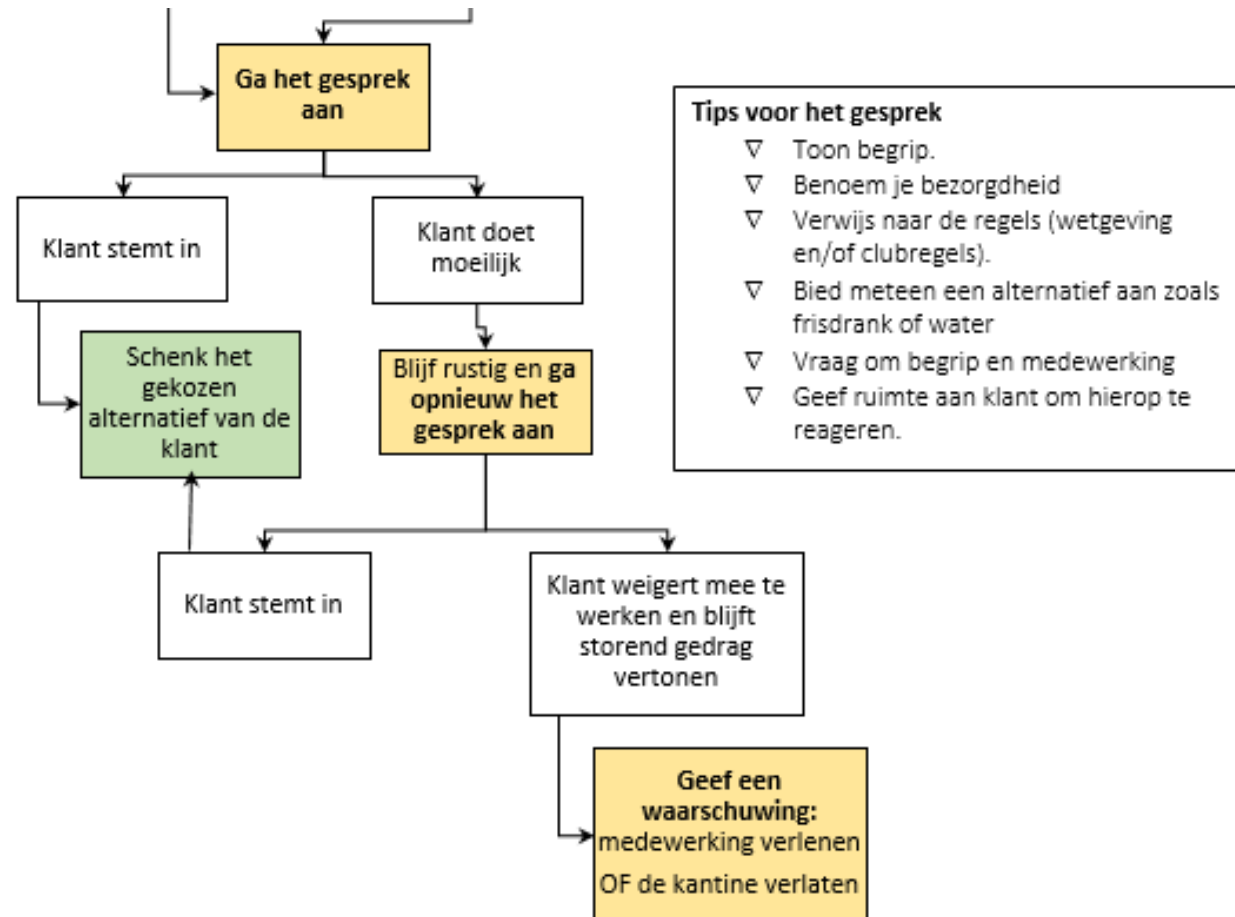 Ga het gesprek
aan
Tips voor het gesprek
▽ Toon begrip.
▽ Benoem je bezorgdheid
▽ Verwijs naar de regels (wetgeving
en/of clubregels).
▽ Bied meteen een alternatief aan zoals
frisdrank of water
▽ Vraag om begrip en medewerking
▽ Geef ruimte aan klant om hierop te
reageren.
Klant stemt in
Klant doet
moeilijk
Schenk het
gekozen
alternatief van de
klant
Blijf rustig en ga
opnieuw het
gesprek aan
Klant stemt in
Klant weigert mee te
werken en blijft
storend gedrag
vertonen
Geef een
waarschuwing:
medewerking verlenen
OF de kantine verlaten